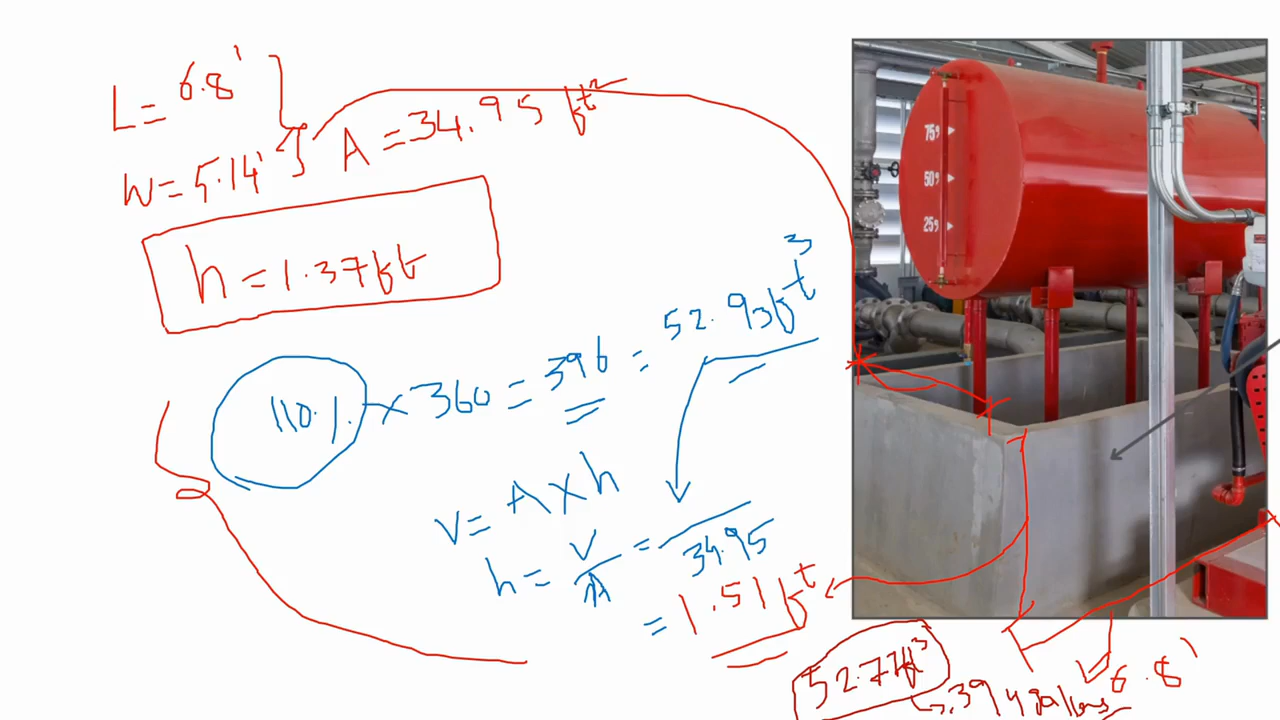 L = 6.8'
W = 5.14'
A = 34.95 ft²
h = 1.37 ft
110% × 360 = 396 = 52.93 ft³
V = A × h
h = V/A = /34.95
= 1.51 ft
52.77 ft³
394 gallons
6.8'
75%
50%
25%